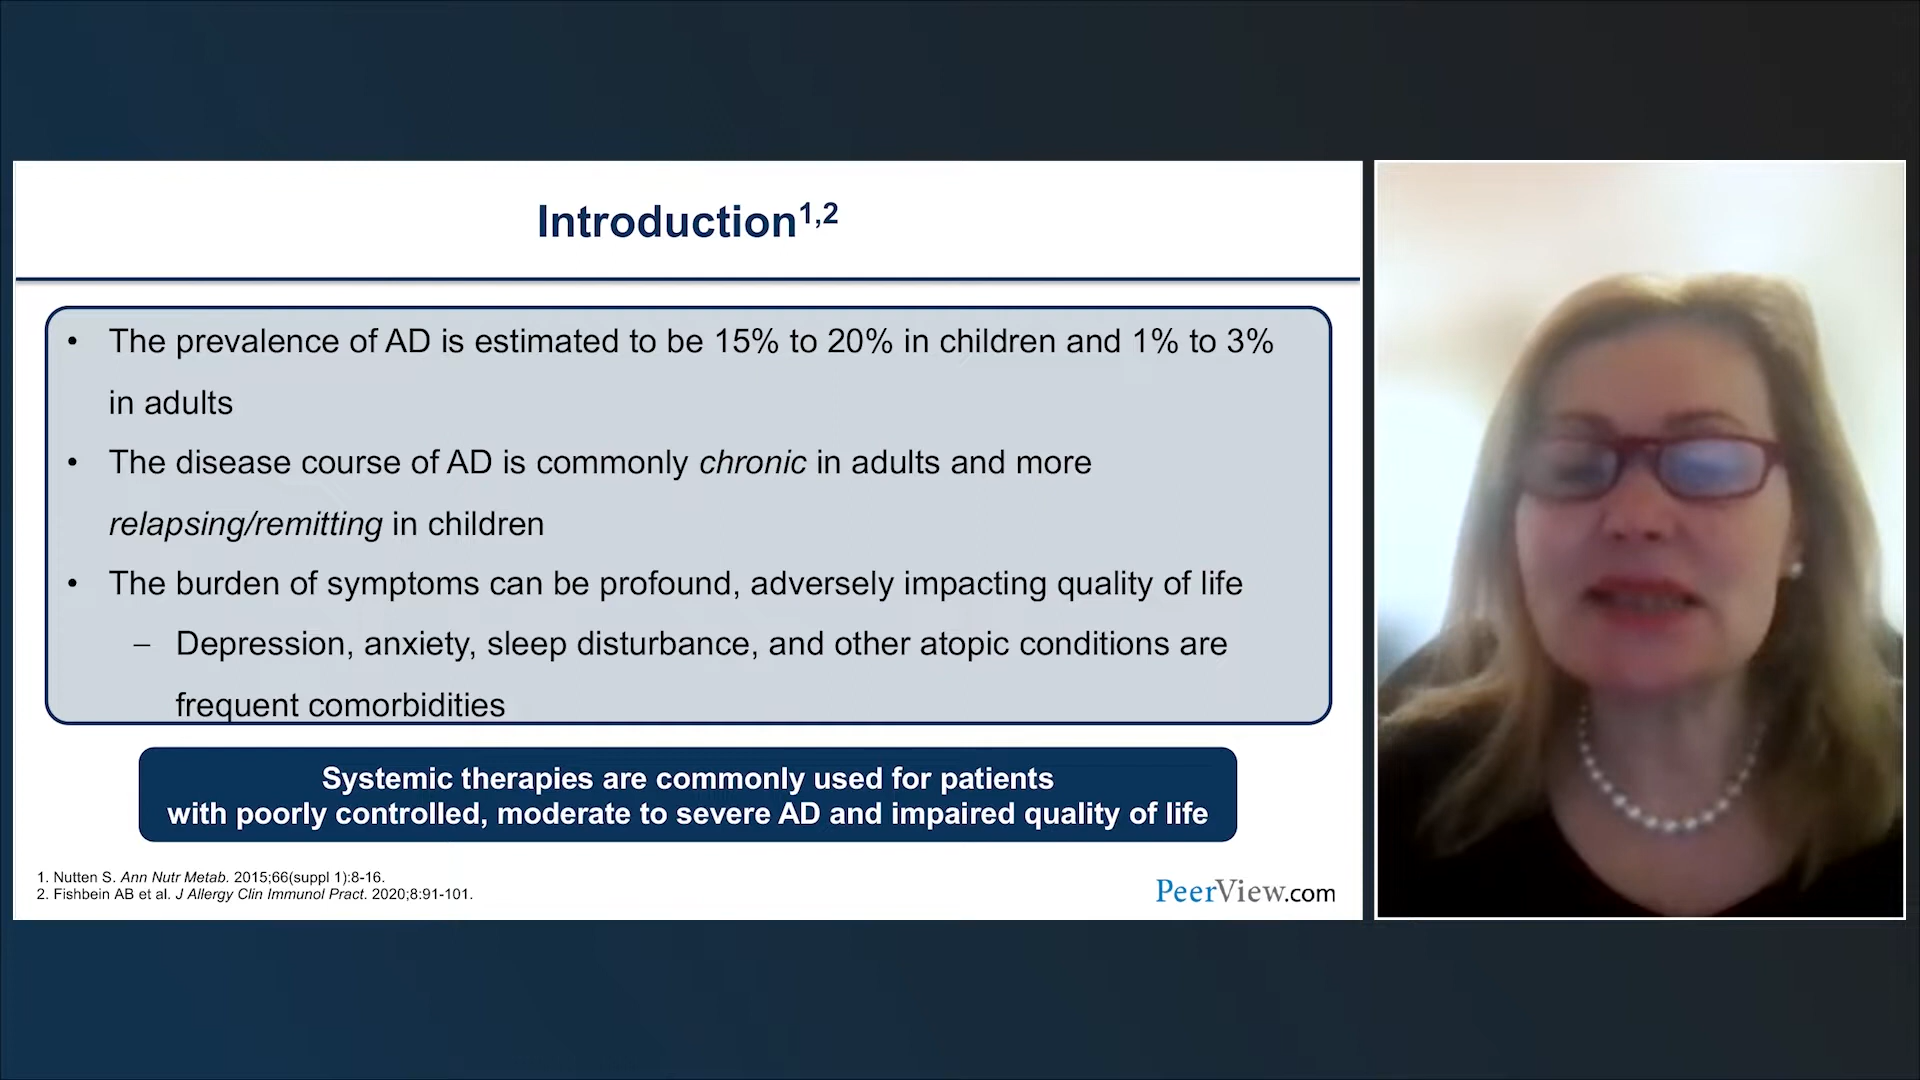 Introduction1,2
• The prevalence of AD is estimated to be 15% to 20% in children and 1% to 3%
in adults
• The disease course of AD is commonly chronic in adults and more
relapsing/remitting in children
• The burden of symptoms can be profound, adversely impacting quality of life
– Depression, anxiety, sleep disturbance, and other atopic conditions are
frequent comorbidities
Systemic therapies are commonly used for patients
with poorly controlled, moderate to severe AD and impaired quality of life
1. Nutten S. Ann Nutr Metab. 2015;66(suppl 1):8-16.
2. Fishbein AB et al. J Allergy Clin Immunol Pract. 2020;8:91-101.
PeerView.com